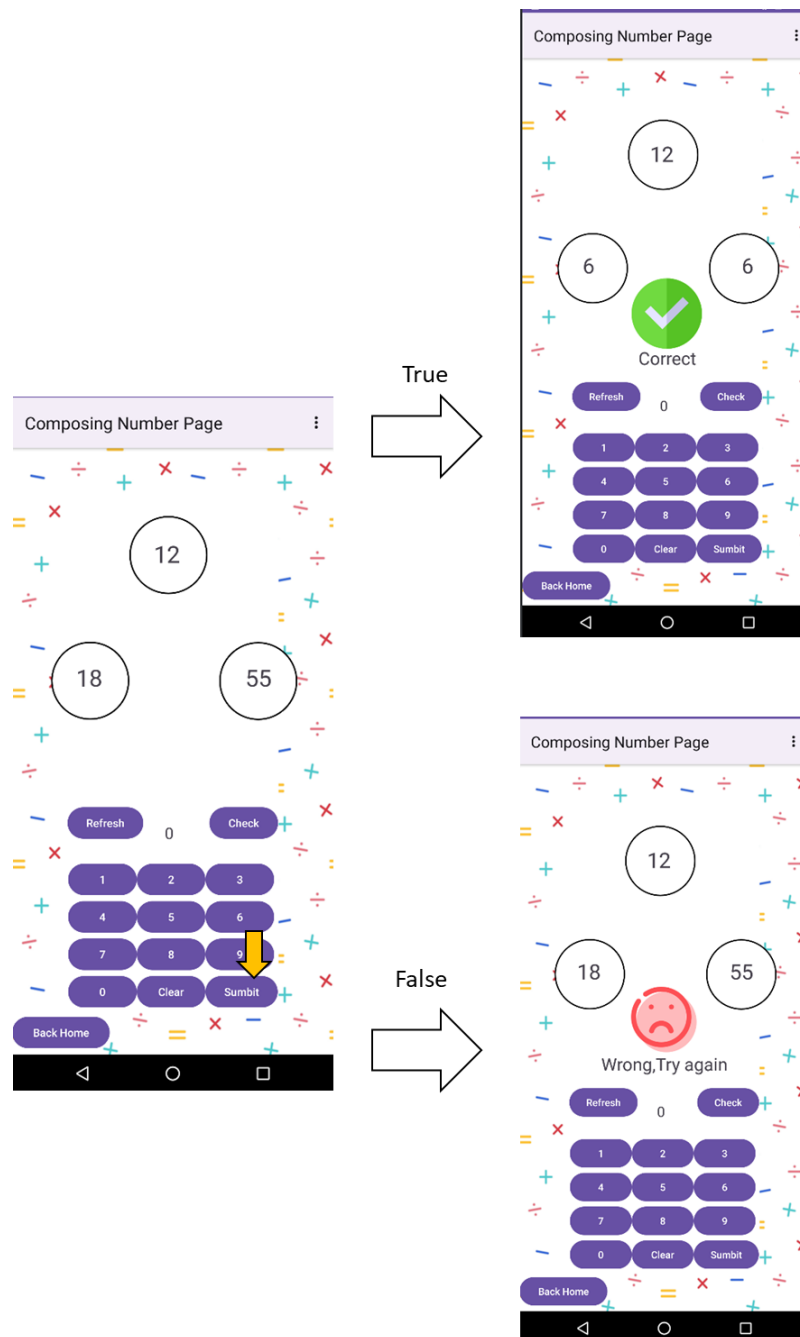 Composing Number Page
12
18 55
Refresh 0 Check
1 2 3
4 5 6
7 8 9
0 Clear Sumbit
Back Home
True
False
Composing Number Page
12
6 6
Correct
Refresh 0 Check
1 2 3
4 5 6
7 8 9
0 Clear Sumbit
Back Home
Composing Number Page
12
18 55
Wrong,Try again
Refresh 0 Check
1 2 3
4 5 6
7 8 9
0 Clear Sumbit
Back Home